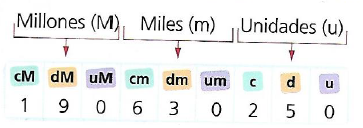 Millones (M) Miles (m) Unidades (u)
cM dM uM cm dm um c d u
1 9 0 6 3 0 2 5 0